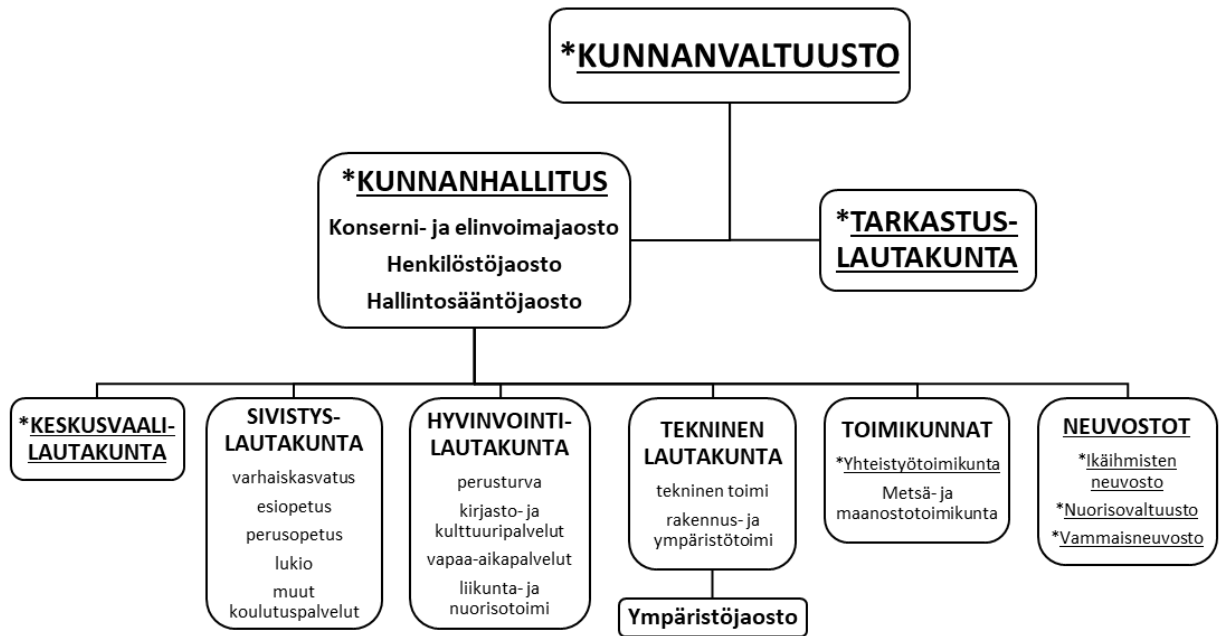 *KUNNANVALTUUSTO
*KUNNANHALLITUS
Konserni- ja elinvoimajaosto
Henkilöstöjaosto
Hallintosääntöjaosto
*TARKASTUS-
LAUTAKUNTA
*KESKUSVAALI-
LAUTAKUNTA
SIVISTYS-
LAUTAKUNTA
varhaiskasvatus
esiopetus
perusopetus
lukio
muut
koulutuspalvelut
HYVINVOINTI-
LAUTAKUNTA
perusturva
kirjasto- ja
kulttuuripalvelut
vapaa-aikapalvelut
liikunta- ja
nuorisotoimi
TEKNINEN
LAUTAKUNTA
tekninen toimi
rakennus- ja
ympäristötoimi
Ympäristöjaosto
TOIMIKUNNAT
*Yhteistyötoimikunta
Metsä- ja
maanostotoimikunta
NEUVOSTOT
*Ikäihmisten
neuvosto
*Nuorisovaltuusto
*Vammaisneuvosto